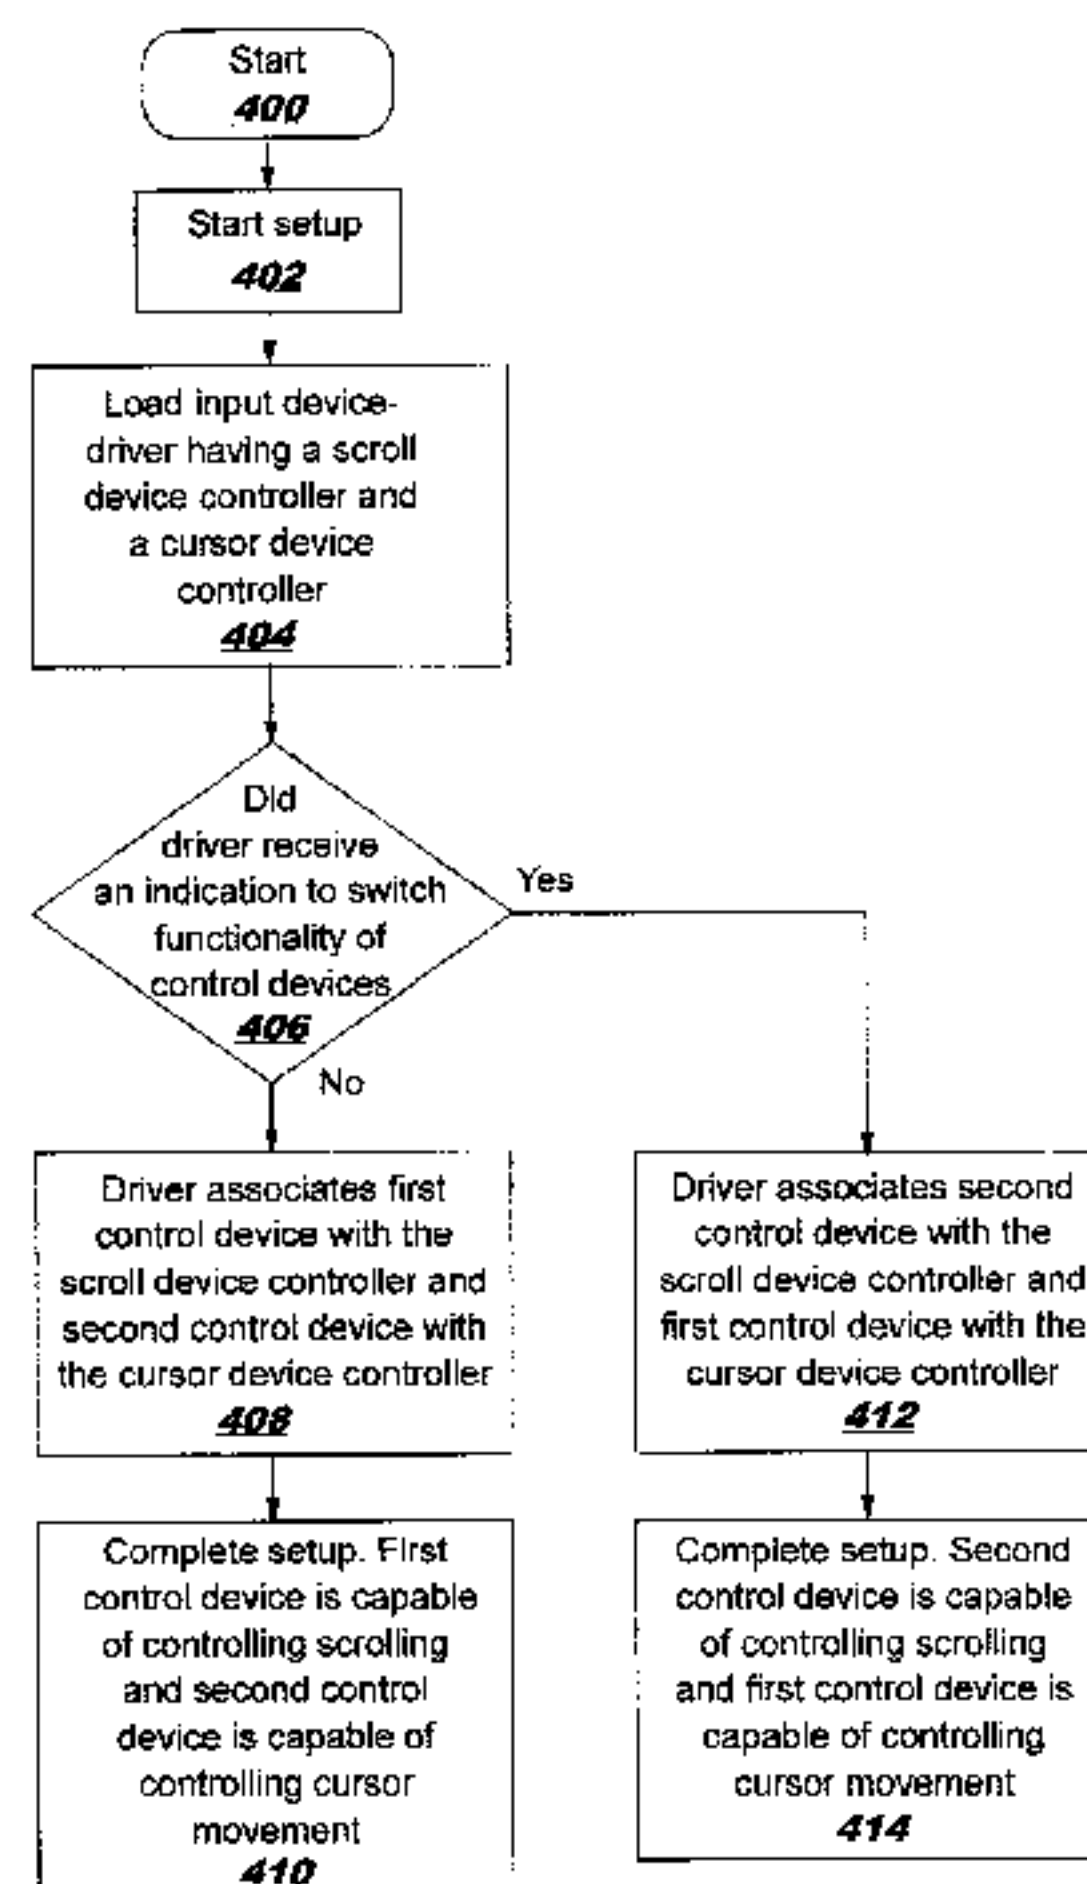 Start
400
Start setup
402
Load input device-
driver having a scroll
device controller and
a cursor device
controller
404
Did
driver receive
an indication to switch
functionality of
control devices
406
Yes
No
Driver associates first
control device with the
scroll device controller and
second control device with
the cursor device controller
408
Driver associates second
control device with the
scroll device controller and
first control device with the
cursor device controller
412
Complete setup. First
control device is capable
of controlling scrolling
and second control
device is capable of
controlling cursor
movement
410
Complete setup. Second
control device is capable
of controlling scrolling
and first control device is
capable of controlling
cursor movement
414